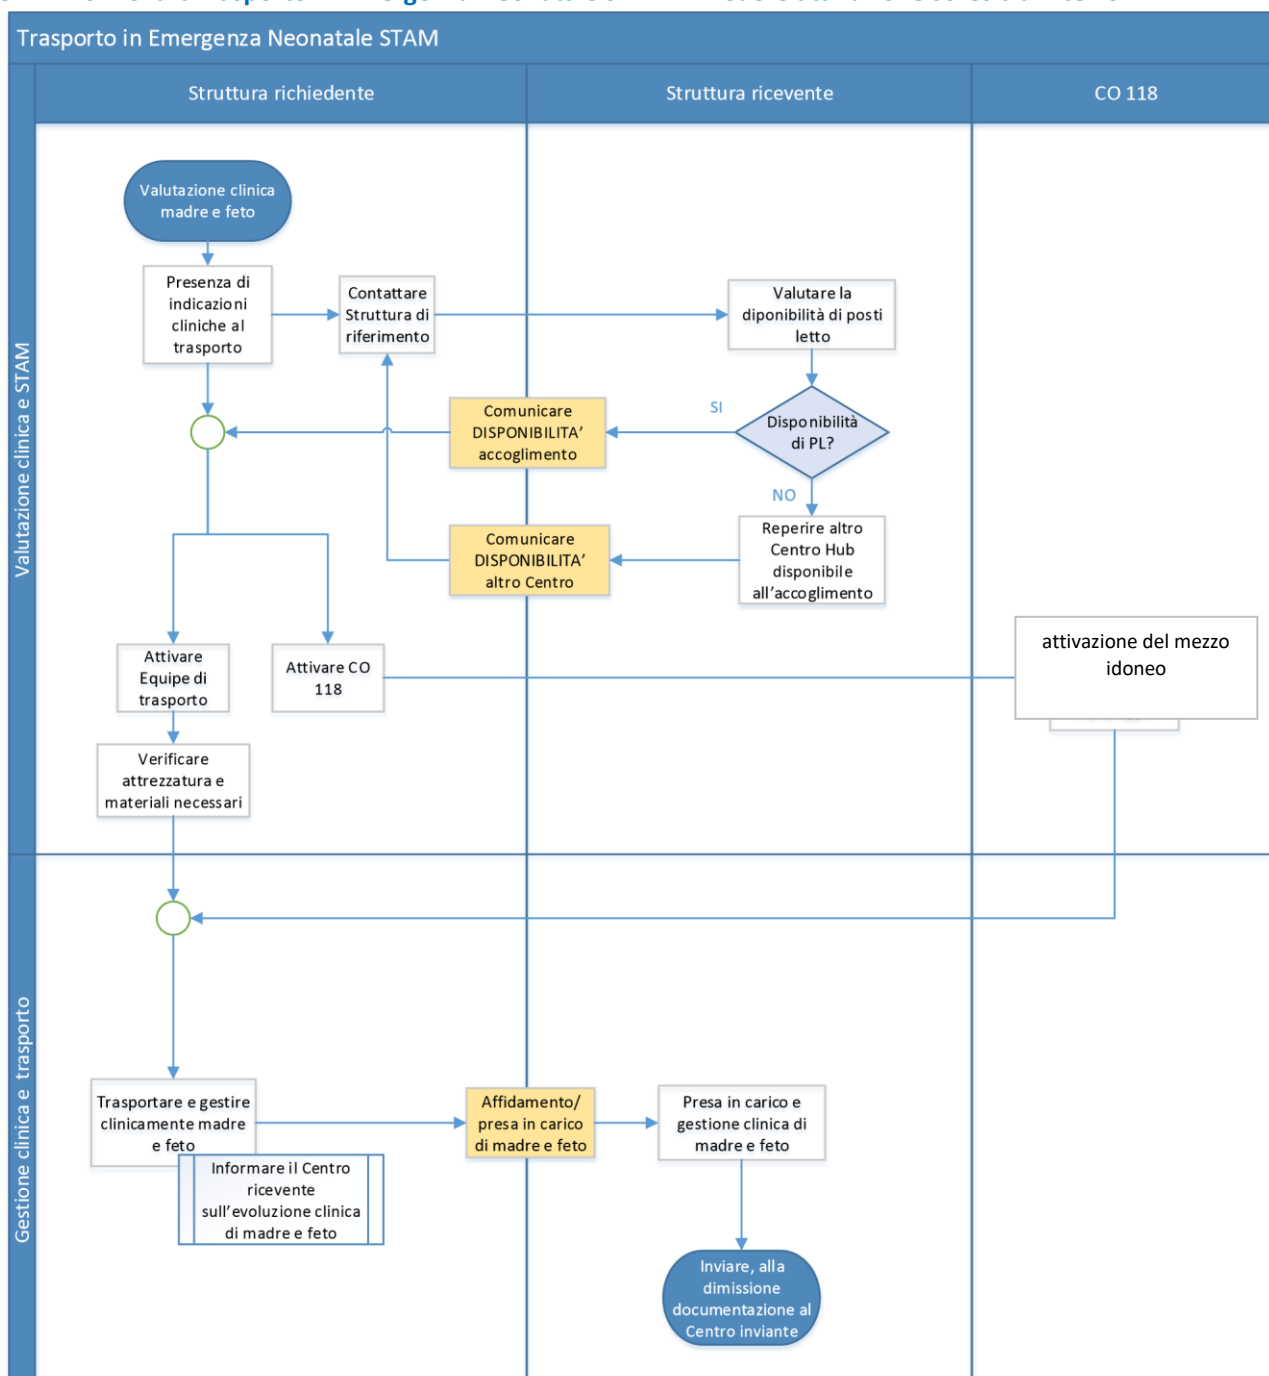 Trasporto in Emergenza Neonatale STAM
Struttura richiedente
Struttura ricevente
CO 118
Valutazione clinica e STAM
Valutazione clinica
madre e feto
Presenza di
indicazioni
cliniche al
trasporto
Contattare
Struttura di
riferimento
Valutare la
diponibilità di posti
letto
Comunicare
DISPONIBILITA’
accoglimento
SI
Disponibilità
di PL?
NO
Comunicare
DISPONIBILITA’
altro Centro
Reperire altro
Centro Hub
disponibile
all’accoglimento
Attivare
Equipe di
trasporto
Attivare CO
118
attivazione del mezzo
idoneo
Verificare
attrezzatura e
materiali necessari
Gestione clinica e trasporto
Trasportare e gestire
clinicamente madre
e feto
Informare il Centro
ricevente
sull’evoluzione clinica
di madre e feto
Affidamento/
presa in carico
di madre e feto
Presa in carico e
gestione clinica di
madre e feto
Inviare, alla
dimissione
documentazione al
Centro inviante